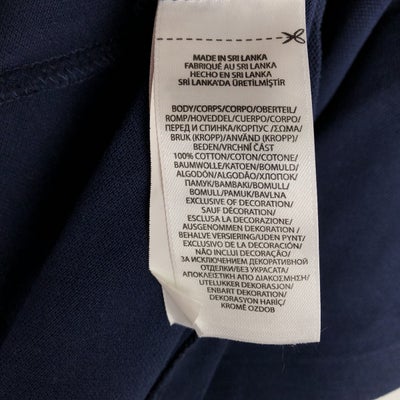 MADE IN SRI LANKA
FABRIQUÉ AU SRI LANKA
HECHO EN SRI LANKA
SRİ LANKA'DA ÜRETİLMİŞTİR
BODY/CORPS/CORPO/OBERTEIL/
ROMP/HOVEDDEL/CUERPO/CORPO/
ПЕРЕД И СПИНКА/КОРПУС /ΣΩΜΑ/
BRUK (KROPP)/ANVÄND (KROPP)/
BEDEN/VRCHNÍ ČÁST
100% COTTON/COTON/COTONE/
BAUMWOLLE/KATOEN/BOMULD/
ALGODÓN/ALGODÃO/ХЛОПОК/
ПАМУК/ΒΑΜΒΑΚΙ/BOMULL/
BOMULL/PAMUK/BAVLNA
EXCLUSIVE OF DECORATION/
SAUF DÉCORATION/
ESCLUSA LA DECORAZIONE/
AUSGENOMMEN DEKORATION /
BEHALVE VERSIERING/UDEN PYNT/
EXCLUSIVO DE LA DECORACIÓN/
NÃO INCLUI DECORAÇÃO/
ЗА ИСКЛЮЧЕНИЕМ ДЕКОРАТИВНОЙ
ОТДЕЛКИ/БЕЗ УКРАСАТА/
ΑΠΟΚΛΕΙΣΤΙΚΗ ΑΠΟ ΔΙΑΚΟΣΜΗΣΗ/
UTELUKKER DEKORASJON/
ENBART DEKORATION/
DEKORASYON HARİÇ/
KROMĚ OZDOB